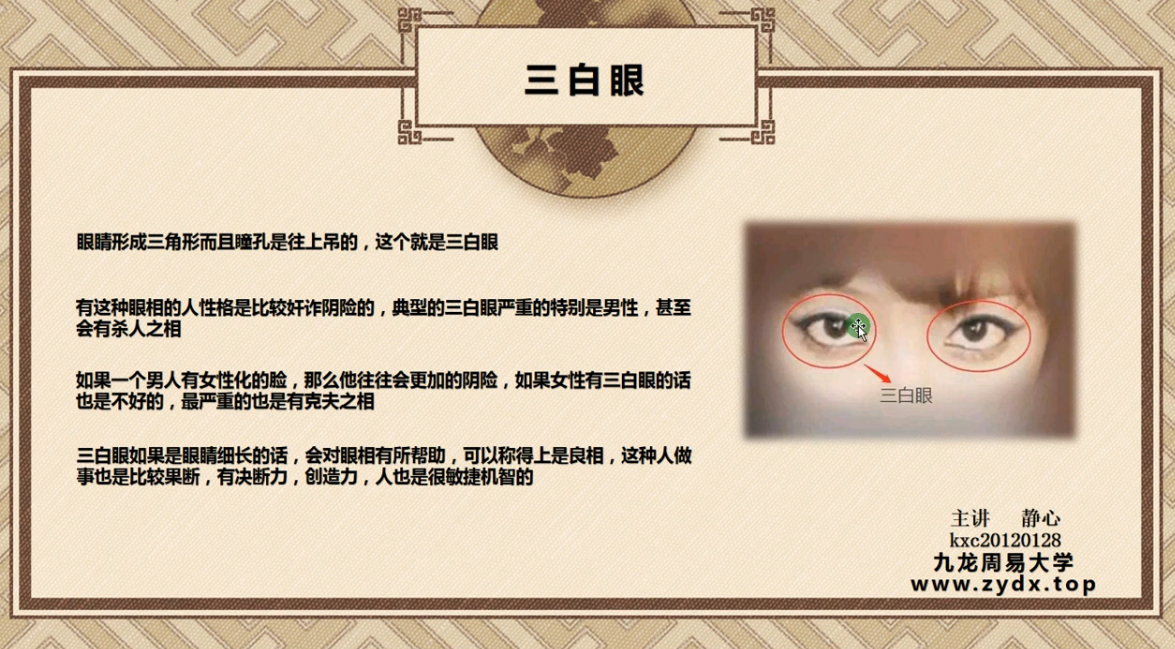 三白眼
眼睛形成三角形而且瞳孔是往上吊的，这个就是三白眼
有这种眼相的人性格是比较奸诈阴险的，典型的三白眼严重的特别是男性，甚至
会有杀人之相
如果一个男人有女性化的脸，那么他往往会更加的阴险，如果女性有三白眼的话
也是不好的，最严重的也是有克夫之相
三白眼如果是眼睛细长的话，会对眼相有所帮助，可以称得上是良相，这种人做
事也是比较果断，有决断力，创造力，人也是很敏捷机智的
三白眼
主讲 静心
kxc20120128
九龙周易大学
www.zydx.top